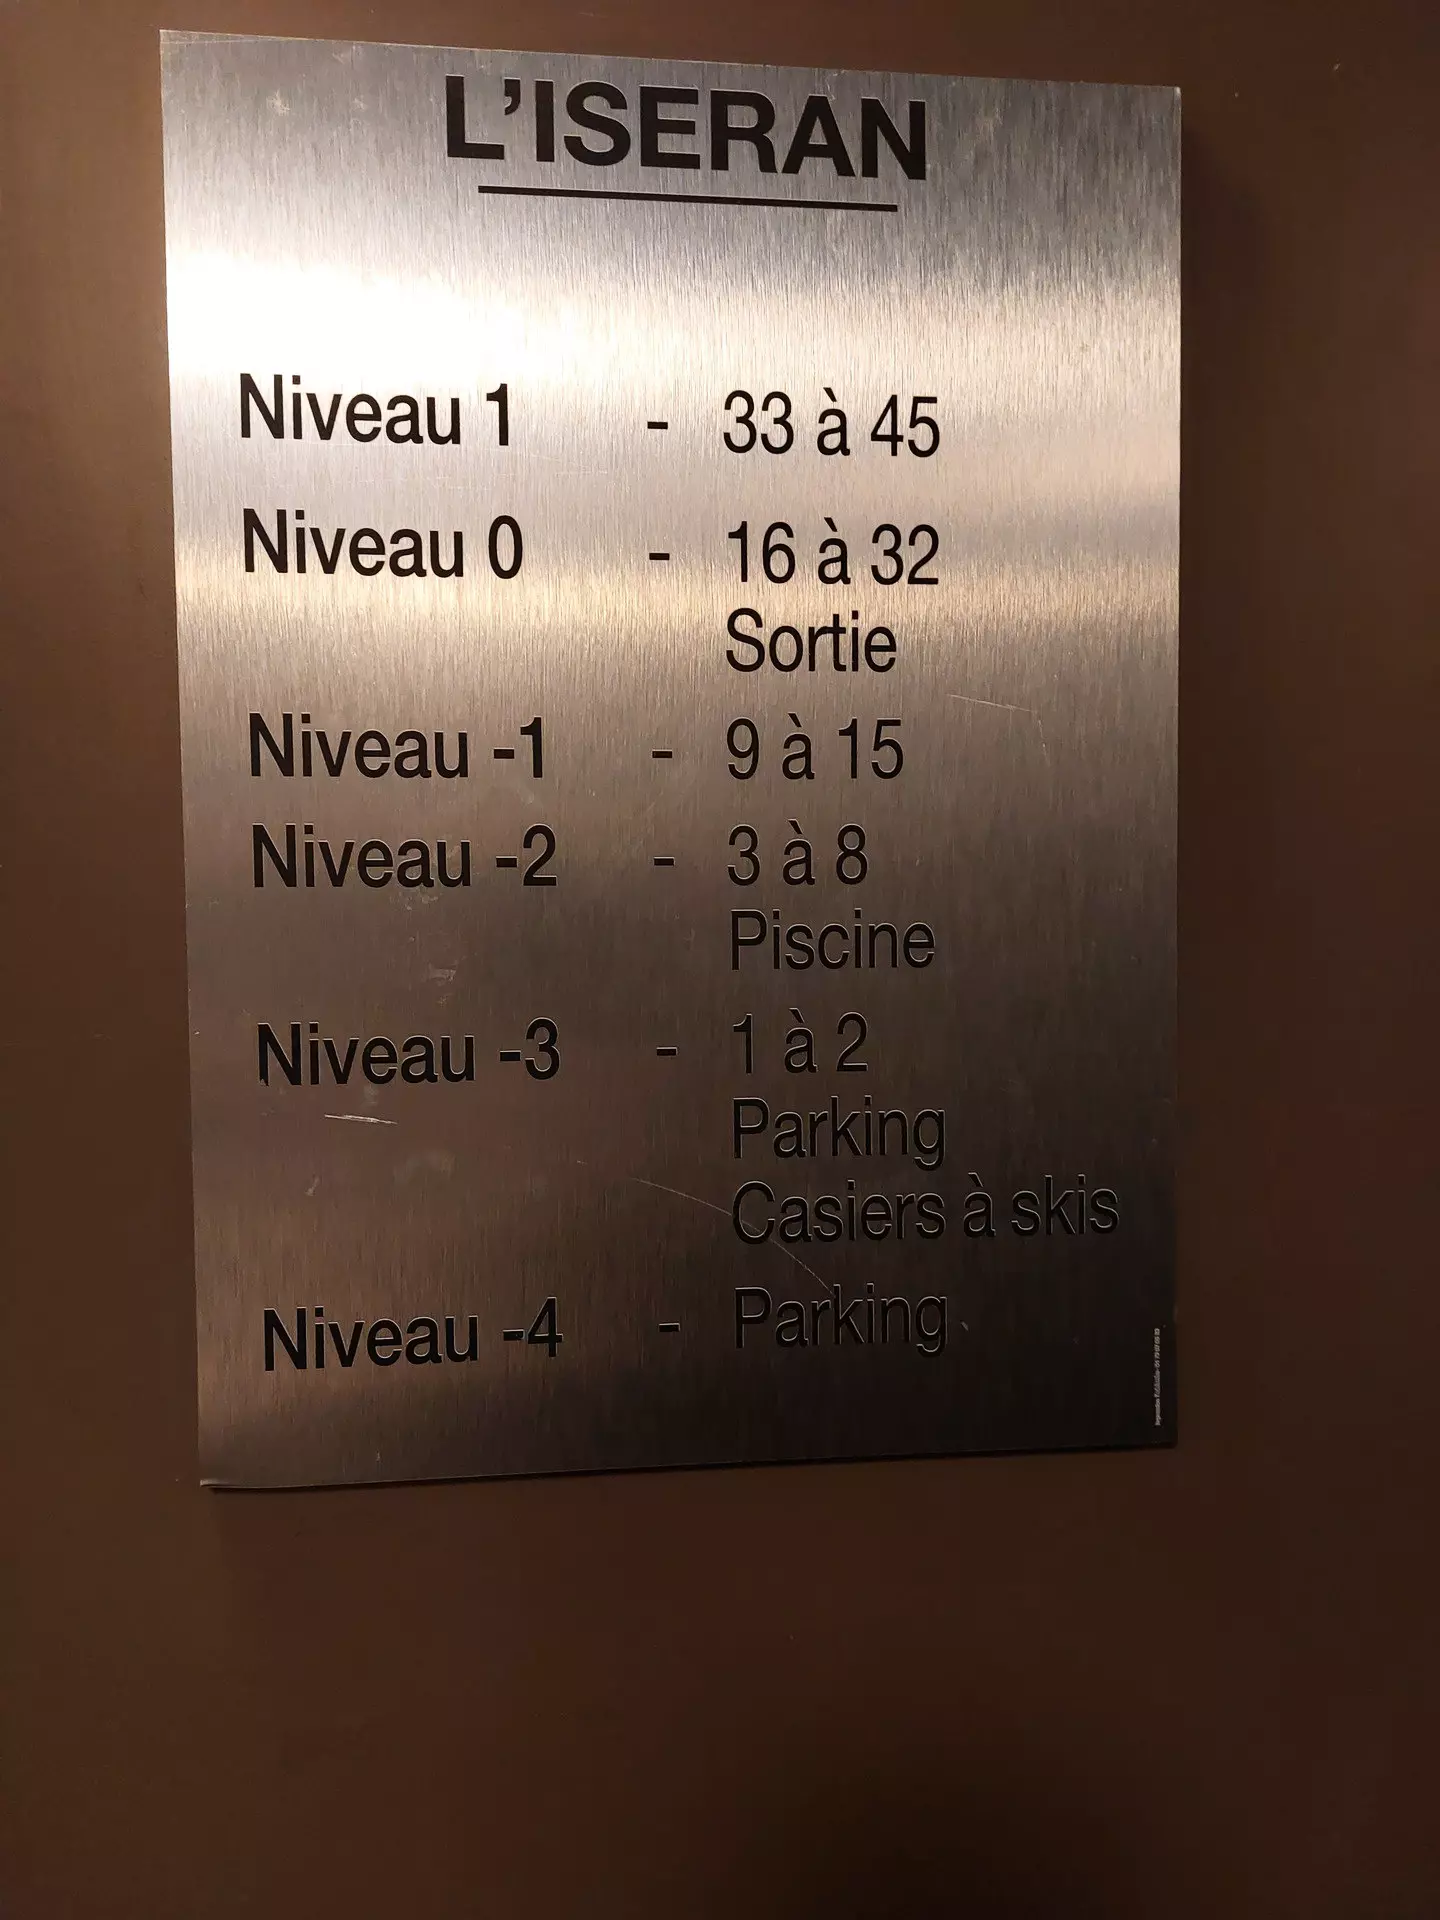 L'ISERAN
Niveau 1 - 33 à 45
Niveau 0 - 16 à 32
Sortie
Niveau -1 - 9 à 15
Niveau -2 - 3 à 8
Piscine
Niveau -3 - 1 à 2
Parking
Casiers à skis
Niveau -4 - Parking